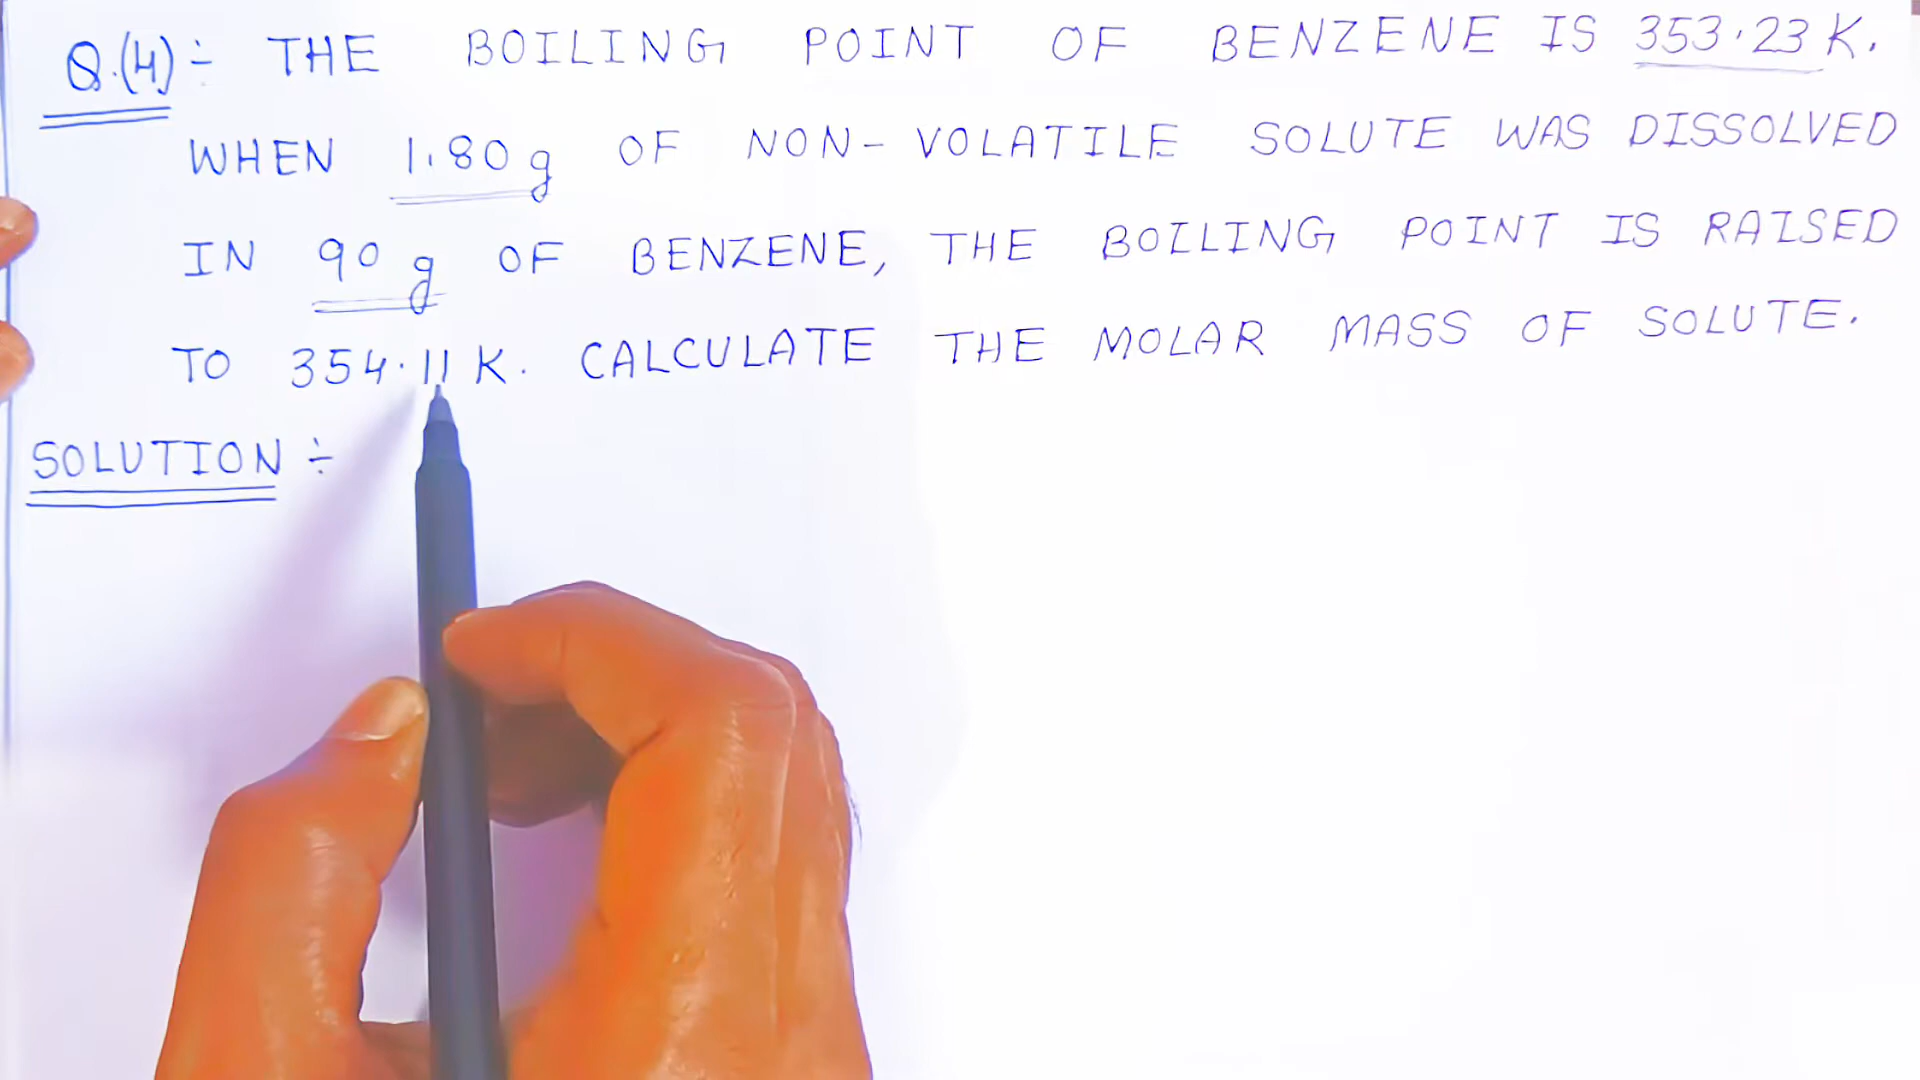 Q.(4)÷ THE BOILING POINT OF BENZENE IS 353.23 K.
WHEN 1.80 g OF NON-VOLATILE SOLUTE WAS DISSOLVED
IN 90 g OF BENZENE, THE BOILING POINT IS RAISED
TO 354.11 K. CALCULATE THE MOLAR MASS OF SOLUTE.
SOLUTION ÷